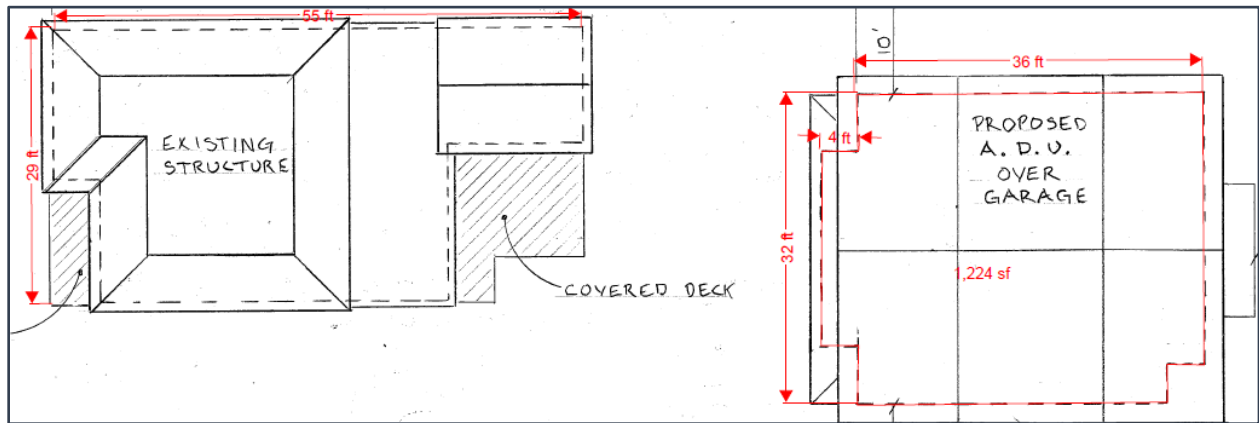 55 ft
29 ft
EXISTING
STRUCTURE
COVERED DECK
10'
36 ft
4 ft
32 ft
PROPOSED
A. D. U.
OVER
GARAGE
1,224 sf